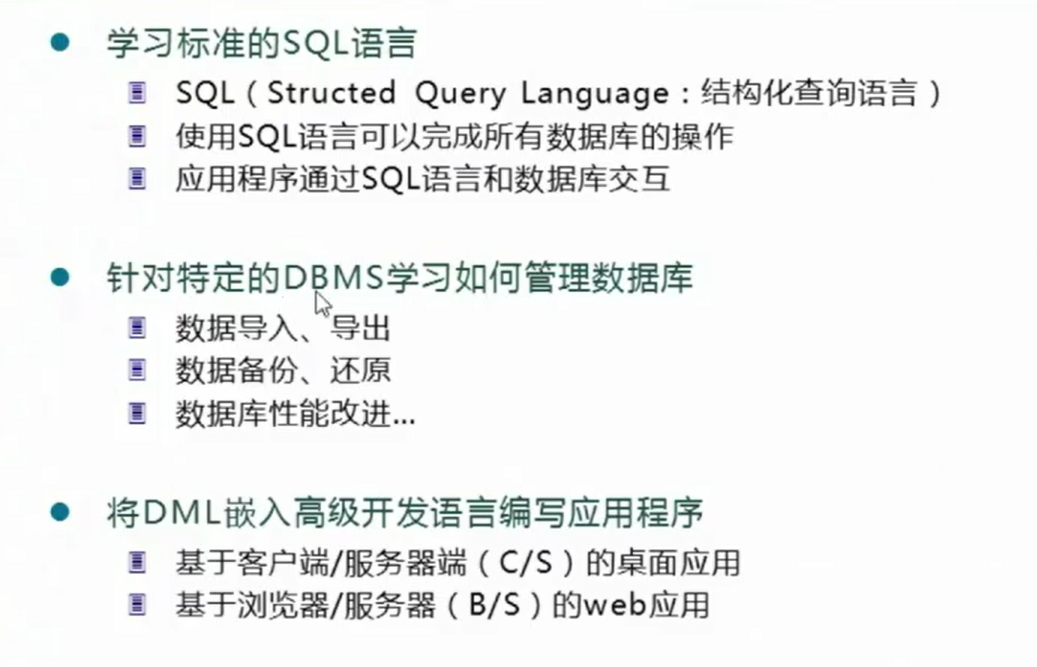 学习标准的SQL语言
SQL（Structed Query Language：结构化查询语言）
使用SQL语言可以完成所有数据库的操作
应用程序通过SQL语言和数据库交互
针对特定的DBMS学习如何管理数据库
数据导入、导出
数据备份、还原
数据库性能改进...
将DML嵌入高级开发语言编写应用程序
基于客户端/服务器端（C/S）的桌面应用
基于浏览器/服务器（B/S）的web应用